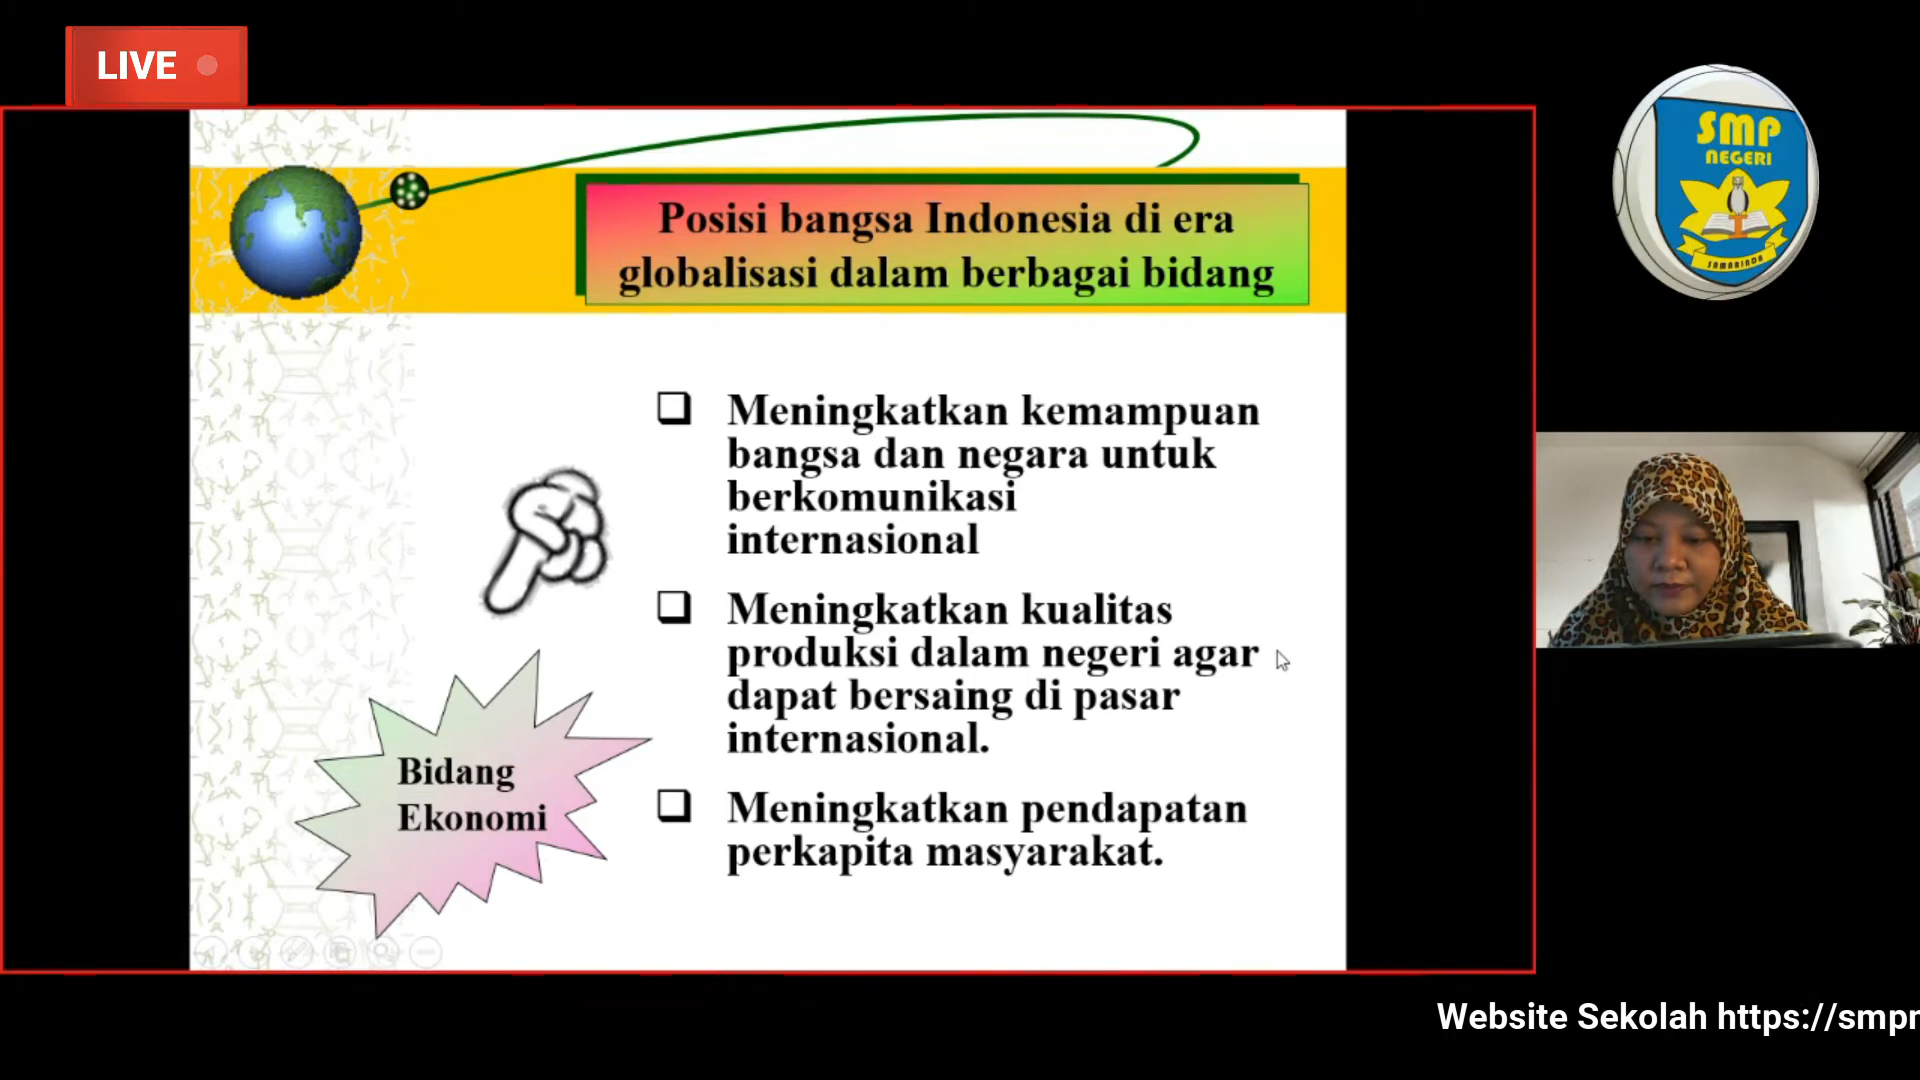 LIVE
SMP
NEGERI
SAMARINDA
Posisi bangsa Indonesia di era
globalisasi dalam berbagai bidang
❑ Meningkatkan kemampuan
bangsa dan negara untuk
berkomunikasi
internasional
❑ Meningkatkan kualitas
produksi dalam negeri agar
dapat bersaing di pasar
internasional.
❑ Meningkatkan pendapatan
perkapita masyarakat.
Bidang
Ekonomi
Website Sekolah https://smp